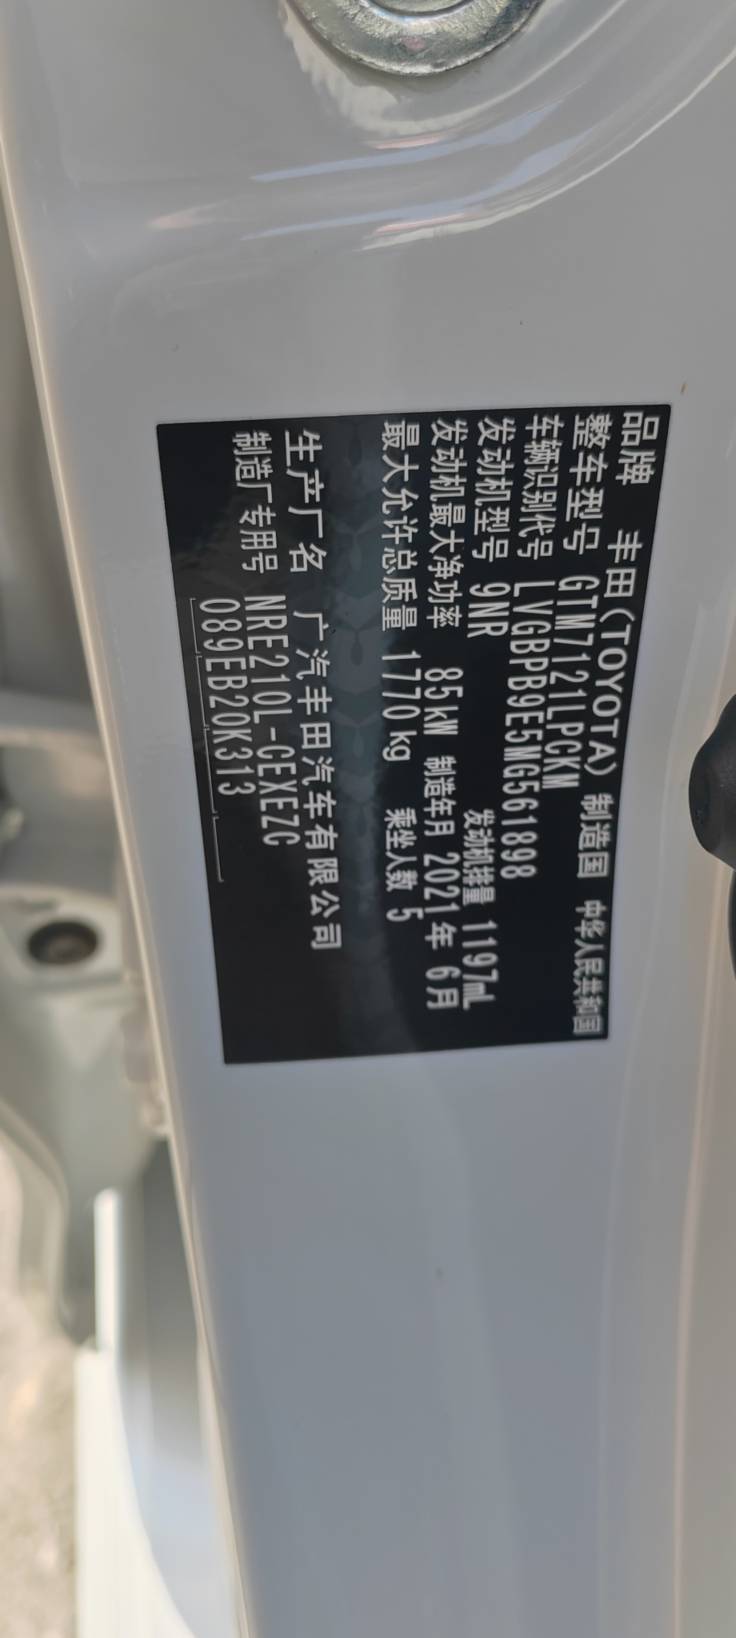 品牌 丰田(TOYOTA) 制造国 中华人民共和国
整车型号 GTM7121LPCKM
车辆识别代号 LVGBPB9E5MG561898
发动机型号 9NR 发动机排量 1197mL
发动机最大净功率 85kW 制造年月 2021年 6月
最大允许总质量 1770kg 乘坐人数 5
生产厂名 广汽丰田汽车有限公司
制造厂专用号 NRE210L-CEXEZC
089EB20K313